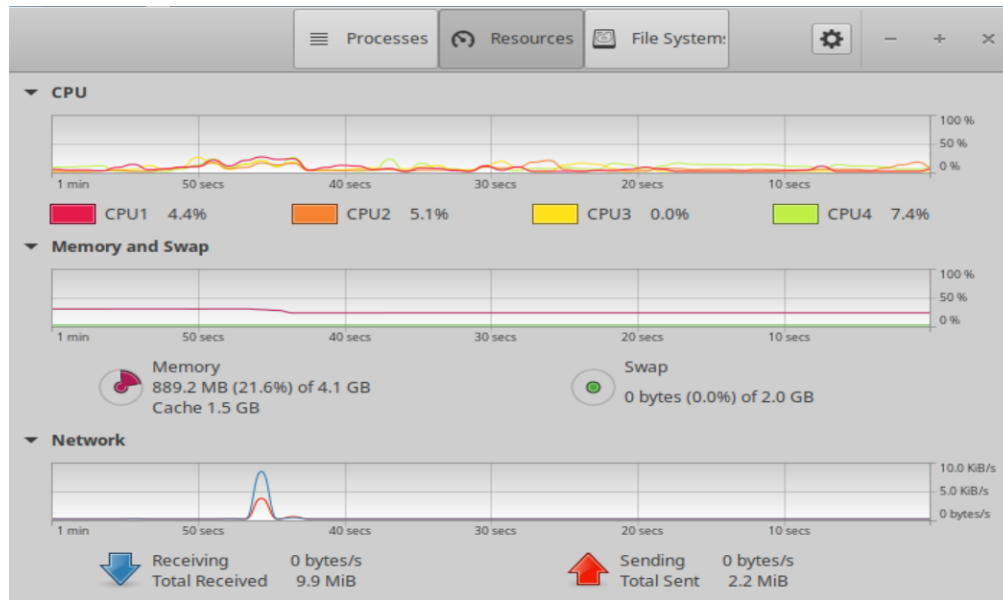 Processes Resources File System
CPU
100 %
50 %
0 %
1 min 50 secs 40 secs 30 secs 20 secs 10 secs
CPU1 4.4% CPU2 5.1% CPU3 0.0% CPU4 7.4%
Memory and Swap
100 %
50 %
0 %
1 min 50 secs 40 secs 30 secs 20 secs 10 secs
Memory
889.2 MB (21.6%) of 4.1 GB
Cache 1.5 GB
Swap
0 bytes (0.0%) of 2.0 GB
Network
10.0 KiB/s
5.0 KiB/s
0 bytes/s
1 min 50 secs 40 secs 30 secs 20 secs 10 secs
Receiving 0 bytes/s
Total Received 9.9 MiB
Sending 0 bytes/s
Total Sent 2.2 MiB